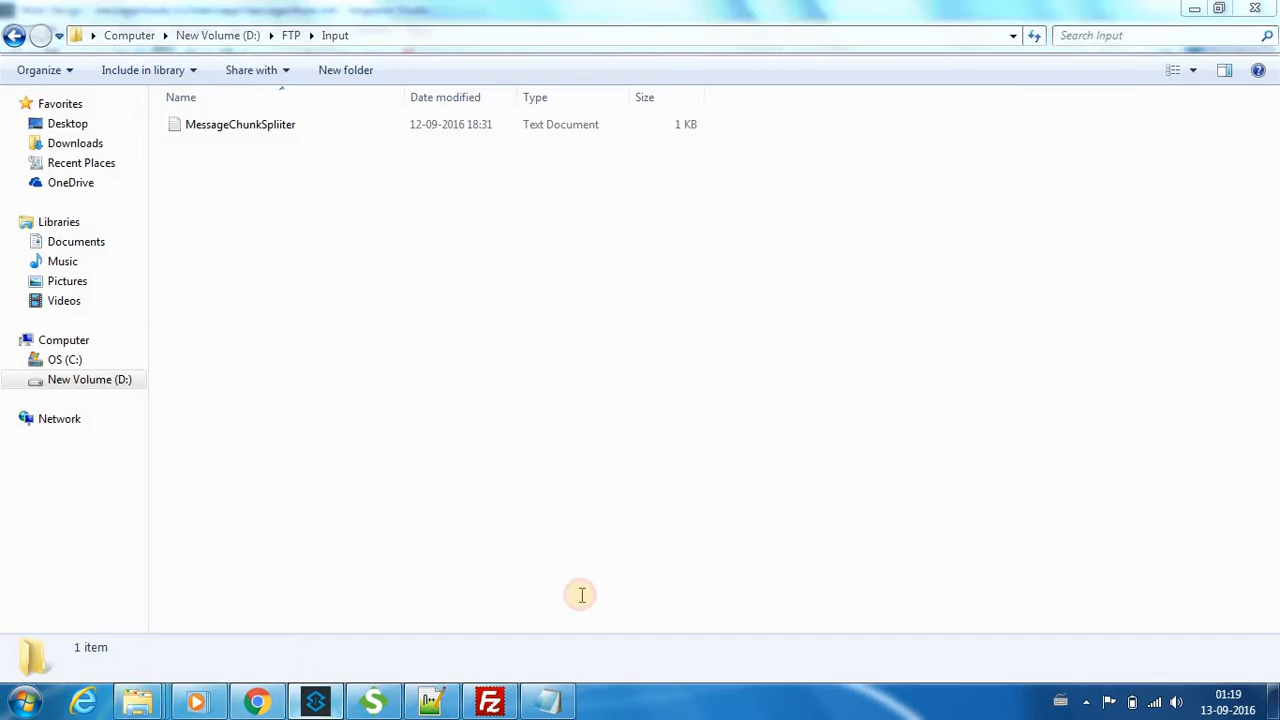 Computer New Volume (D:) FTP Input
Search Input
Organize Include in library Share with New folder
Name Date modified Type Size
MessageChunkSpliiter 12-09-2016 18:31 Text Document 1 KB
Favorites
Desktop
Downloads
Recent Places
OneDrive
Libraries
Documents
Music
Pictures
Videos
Computer
OS (C:)
New Volume (D:)
Network
1 item
01:19
13-09-2016